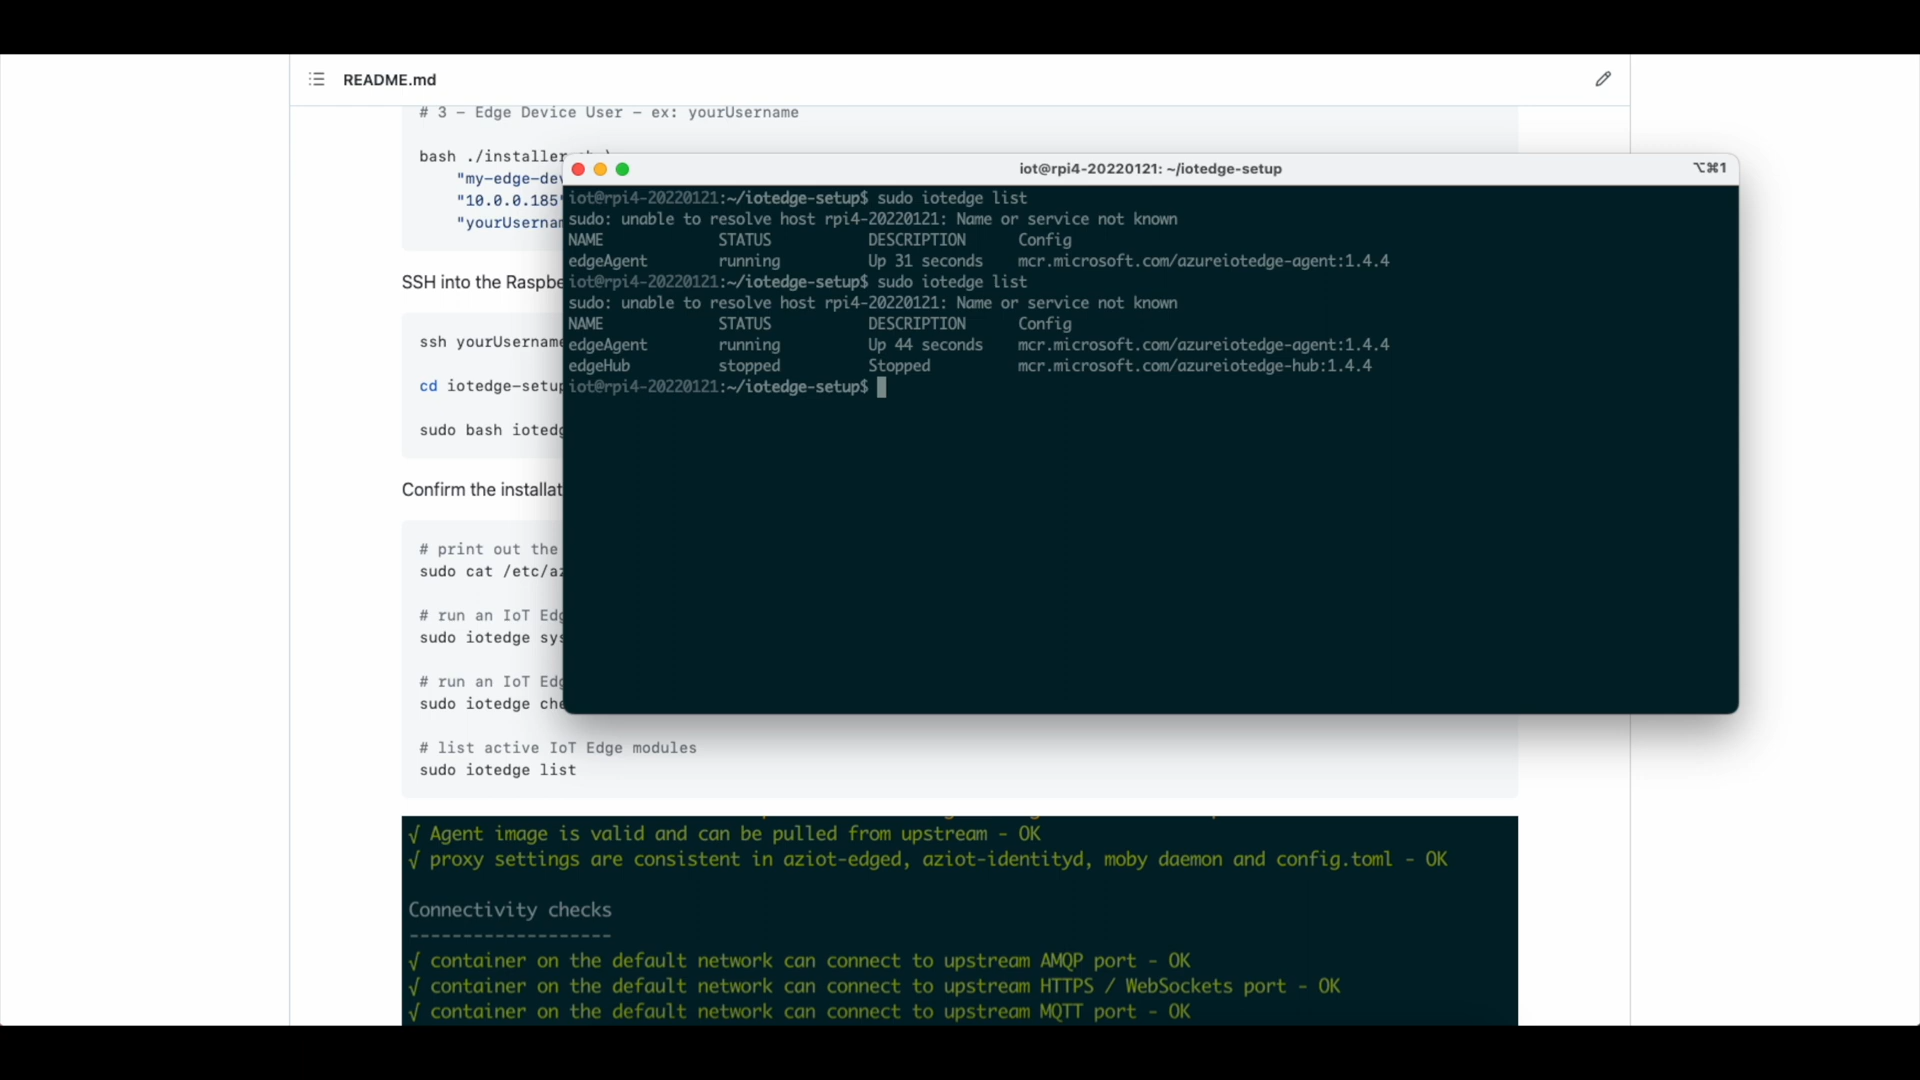 README.md
# 3 – Edge Device User – ex: yourUsername
bash ./installer
"my-edge-dev
"10.0.0.185"
"yourUsernam
SSH into the Raspbe
ssh yourUsername
cd iotedge-setup
sudo bash iotedg
Confirm the installat
# print out the
sudo cat /etc/az
# run an IoT Edg
sudo iotedge sys
# run an IoT Edg
sudo iotedge che
# list active IoT Edge modules
sudo iotedge list
iot@rpi4-20220121: ~/iotedge-setup
⌥⌘1
iot@rpi4-20220121:~/iotedge-setup$ sudo iotedge list
sudo: unable to resolve host rpi4-20220121: Name or service not known
NAME STATUS DESCRIPTION Config
edgeAgent running Up 31 seconds mcr.microsoft.com/azureiotedge-agent:1.4.4
iot@rpi4-20220121:~/iotedge-setup$ sudo iotedge list
sudo: unable to resolve host rpi4-20220121: Name or service not known
NAME STATUS DESCRIPTION Config
edgeAgent running Up 44 seconds mcr.microsoft.com/azureiotedge-agent:1.4.4
edgeHub stopped Stopped mcr.microsoft.com/azureiotedge-hub:1.4.4
iot@rpi4-20220121:~/iotedge-setup$
√ Agent image is valid and can be pulled from upstream - OK
√ proxy settings are consistent in aziot-edged, aziot-identityd, moby daemon and config.toml - OK
Connectivity checks
-------------------
√ container on the default network can connect to upstream AMQP port - OK
√ container on the default network can connect to upstream HTTPS / WebSockets port - OK
√ container on the default network can connect to upstream MQTT port - OK